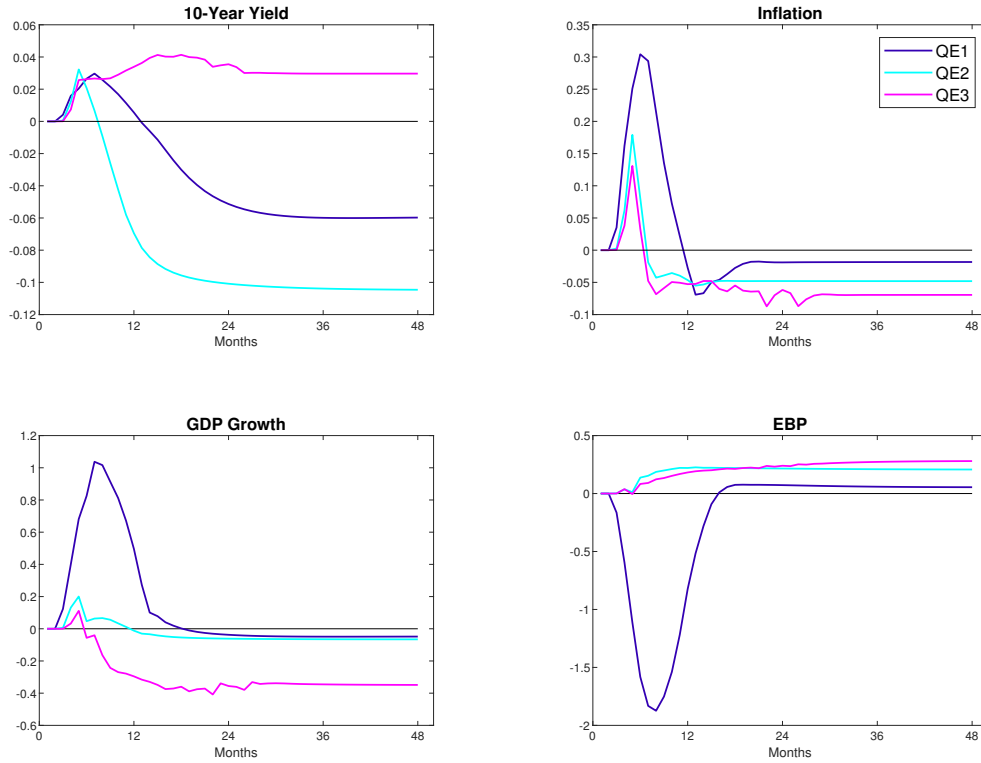 10-Year Yield
0.06
0.04
0.02
0
-0.02
-0.04
-0.06
-0.08
-0.1
-0.12
0 12 24 36 48
Months
Inflation
0.35
0.3
0.25
0.2
0.15
0.1
0.05
0
-0.05
-0.1
0 12 24 36 48
Months
QE1
QE2
QE3
GDP Growth
1.2
1
0.8
0.6
0.4
0.2
0
-0.2
-0.4
-0.6
0 12 24 36 48
Months
EBP
0.5
0
-0.5
-1
-1.5
-2
0 12 24 36 48
Months